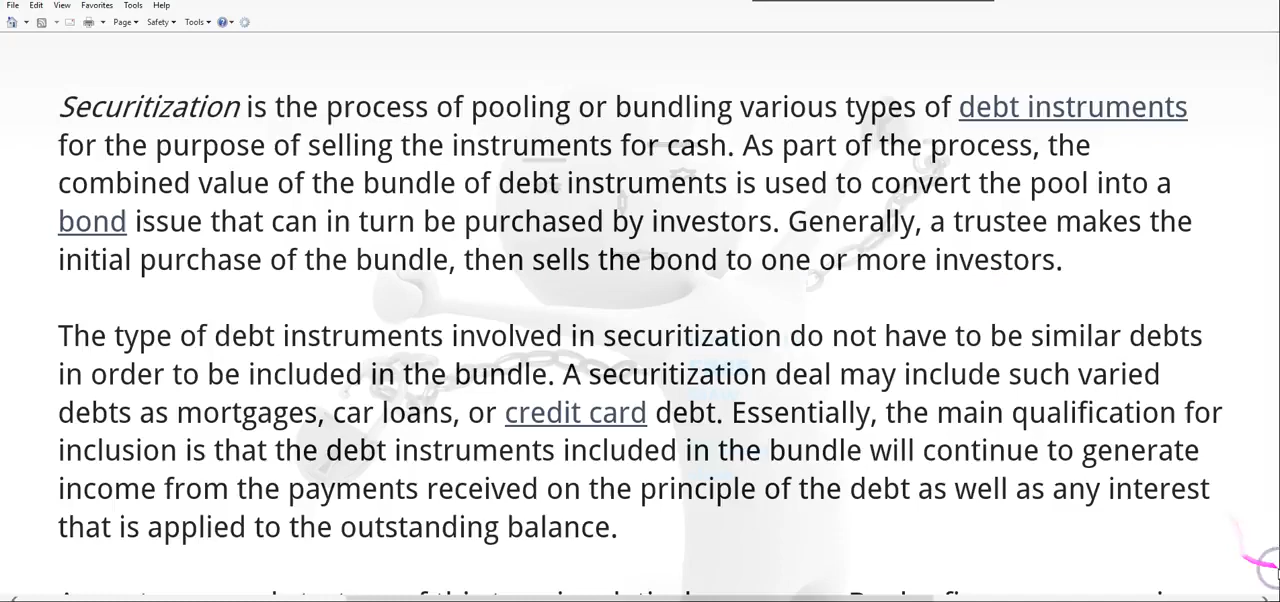 File Edit View Favorites Tools Help
Page Safety Tools
Securitization is the process of pooling or bundling various types of debt instruments
for the purpose of selling the instruments for cash. As part of the process, the
combined value of the bundle of debt instruments is used to convert the pool into a
bond issue that can in turn be purchased by investors. Generally, a trustee makes the
initial purchase of the bundle, then sells the bond to one or more investors.
The type of debt instruments involved in securitization do not have to be similar debts
in order to be included in the bundle. A securitization deal may include such varied
debts as mortgages, car loans, or credit card debt. Essentially, the main qualification for
inclusion is that the debt instruments included in the bundle will continue to generate
income from the payments received on the principle of the debt as well as any interest
that is applied to the outstanding balance.